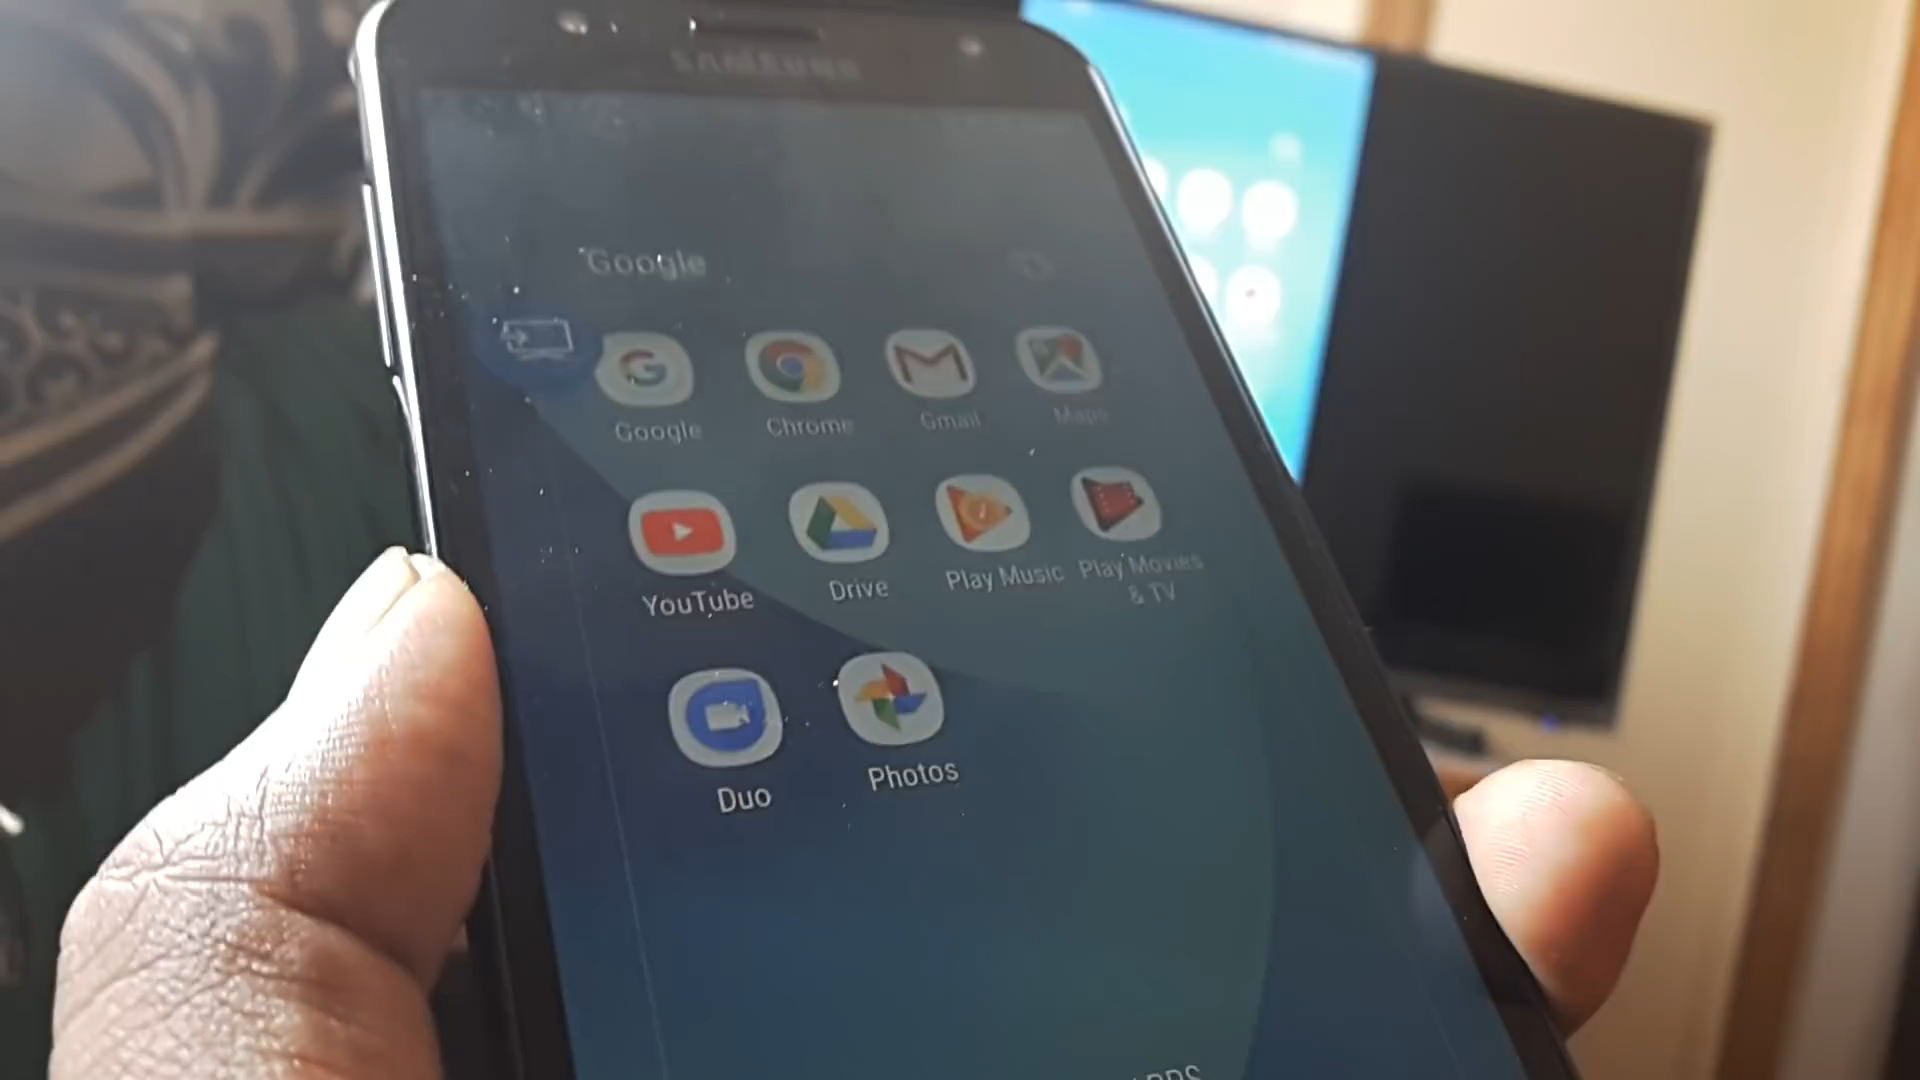 SAMSUNG
Google
Google Chrome Gmail Maps
YouTube Drive Play Music Play Movies
& TV
Duo Photos